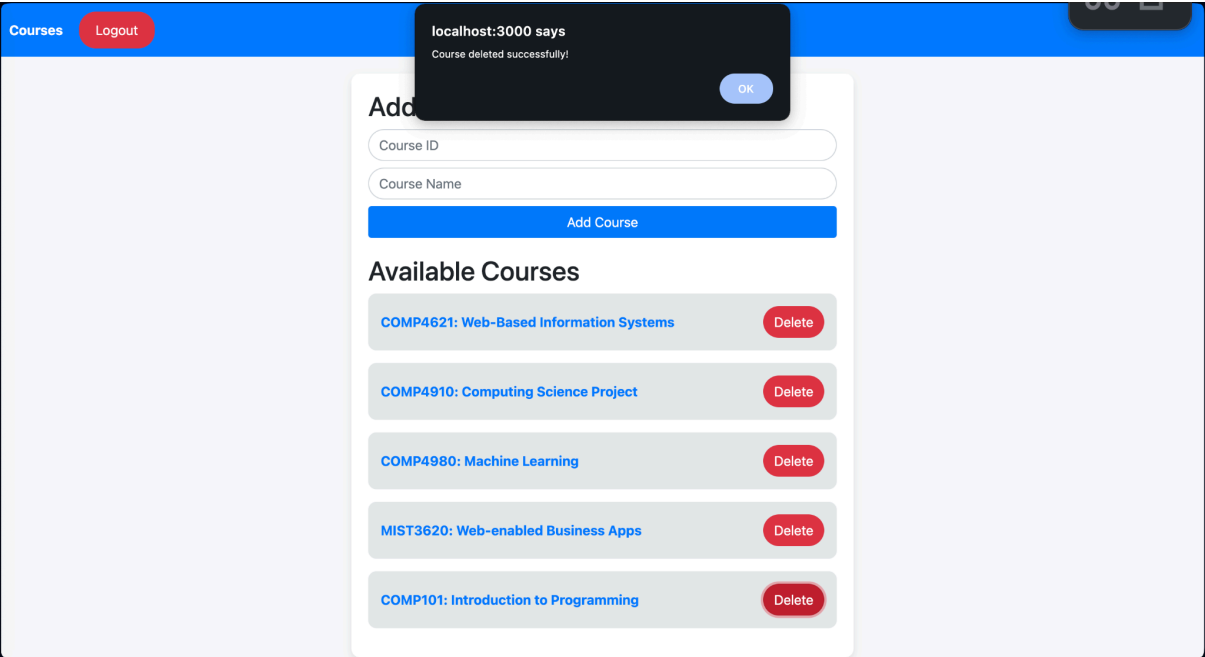 Courses
Logout
localhost:3000 says
Course deleted successfully!
OK
Add
Course ID
Course Name
Add Course
Available Courses
COMP4621: Web-Based Information Systems
Delete
COMP4910: Computing Science Project
Delete
COMP4980: Machine Learning
Delete
MIST3620: Web-enabled Business Apps
Delete
COMP101: Introduction to Programming
Delete